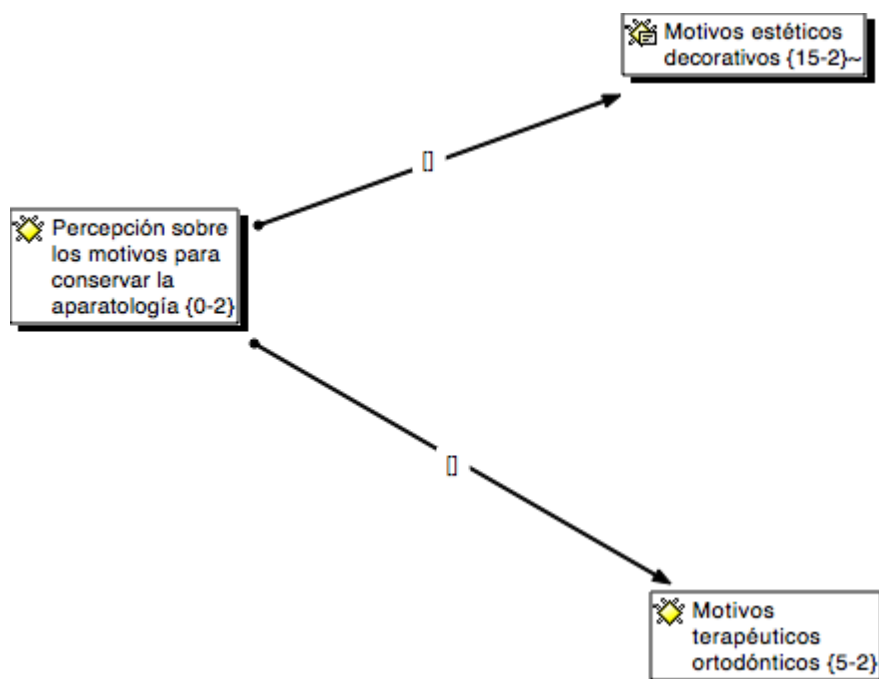 Motivos estéticos
decorativos {15-2}~
[]
Percepción sobre
los motivos para
conservar la
aparatología {0-2}
[]
Motivos
terapéuticos
ortodónticos {5-2}